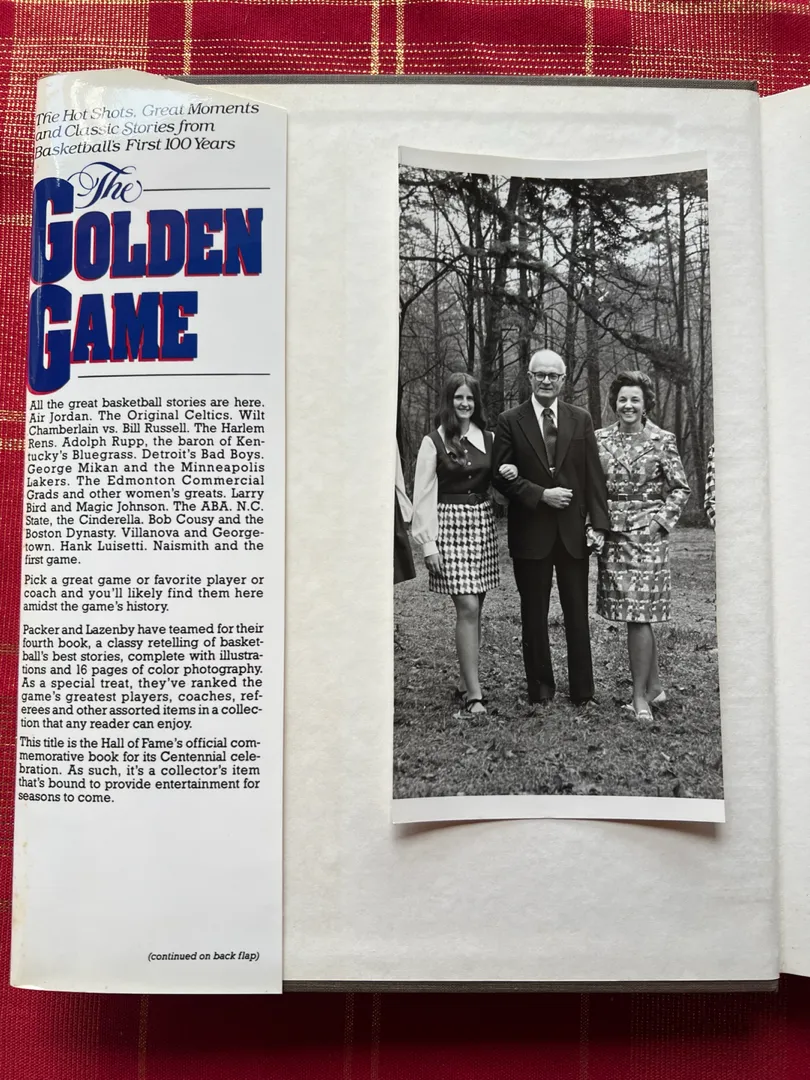 The Hot Shots, Great Moments
and Classic Stories from
Basketball's First 100 Years
The
GOLDEN
GAME
All the great basketball stories are here.
Air Jordan. The Original Celtics. Wilt
Chamberlain vs. Bill Russell. The Harlem
Rens. Adolph Rupp, the baron of Ken-
tucky's Bluegrass. Detroit's Bad Boys.
George Mikan and the Minneapolis
Lakers. The Edmonton Commercial
Grads and other women's greats. Larry
Bird and Magic Johnson. The ABA. N.C.
State, the Cinderella. Bob Cousy and the
Boston Dynasty. Villanova and George-
town. Hank Luisetti. Naismith and the
first game.
Pick a great game or favorite player or
coach and you'll likely find them here
amidst the game's history.
Packer and Lazenby have teamed for their
fourth book, a classy retelling of basket-
ball's best stories, complete with illustra-
tions and 16 pages of color photography.
As a special treat, they've ranked the
game's greatest players, coaches, ref-
erees and other assorted items in a collec-
tion that any reader can enjoy.
This title is the Hall of Fame's official com-
memorative book for its Centennial cele-
bration. As such, it's a collector's item
that's bound to provide entertainment for
seasons to come.
(continued on back flap)